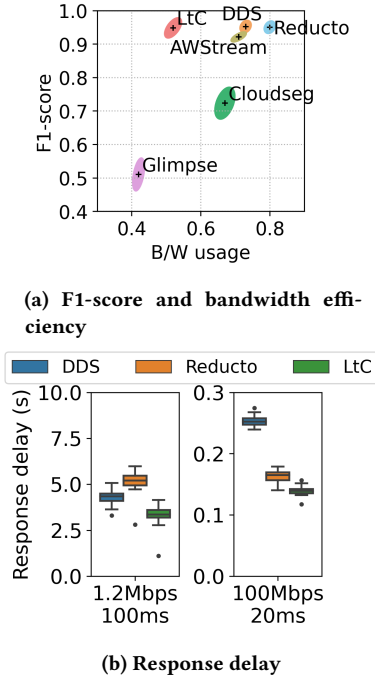 1.0
0.9
0.8
0.7
0.6
0.5
0.4
F1-score
LtC
DDS
Reducto
AWStream
Cloudseg
Glimpse
0.4 0.6 0.8
B/W usage
(a) F1-score and bandwidth effi-
ciency
DDS Reducto LtC
Response delay (s)
10.0
7.5
5.0
2.5
0.0
0.3
0.2
0.1
0.0
1.2Mbps
100ms
100Mbps
20ms
(b) Response delay